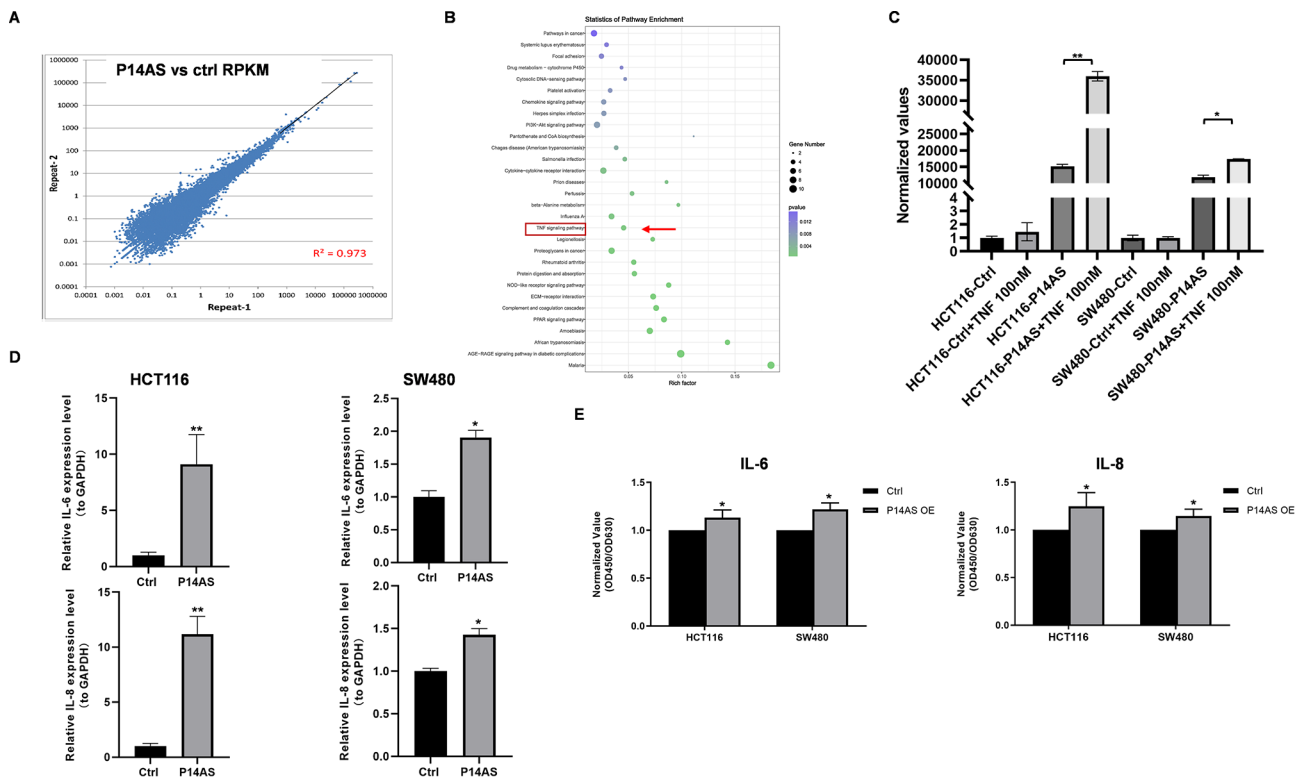 A
P14AS vs ctrl RPKM
1000000
100000
10000
1000
100
10
1
0.1
0.01
0.001
0.0001
Repeat-2
R² = 0.973
0.0001 0.001 0.01 0.1 1 10 100 1000 10000 100000 1000000
Repeat-1
B
Statistics of Pathway Enrichment
Pathways in cancer
Systemic lupus erythematosus
Focal adhesion
Drug metabolism - cytochrome P450
Cytosolic DNA-sensing pathway
Platelet activation
Chemokine signaling pathway
Herpes simplex infection
PI3K-Akt signaling pathway
Pantothenate and CoA biosynthesis
Chagas disease (American trypanosomiasis)
Salmonella infection
Cytokine-cytokine receptor interaction
Prion diseases
Pertussis
beta-Alanine metabolism
Influenza A
TNF signaling pathway
Legionellosis
Proteoglycans in cancer
Rheumatoid arthritis
Protein digestion and absorption
NOD-like receptor signaling pathway
ECM-receptor interaction
Complement and coagulation cascades
PPAR signaling pathway
Amoebiasis
African trypanosomiasis
AGE-RAGE signaling pathway in diabetic complications
Malaria
0.05 0.10 0.15
Rich factor
Gene Number
2
4
6
8
10
pvalue
0.012
0.008
0.004
C
Normalized values
40000
35000
30000
20000
15000
10000
4
2
2
1
0
**
*
HCT116-Ctrl
HCT116-Ctrl+TNF 100nM
HCT116-P14AS
HCT116-P14AS+TNF 100nM
SW480-Ctrl
SW480-Ctrl+TNF 100nM
SW480-P14AS
SW480-P14AS+TNF 100nM
D
HCT116
Relative IL-6 expression level
(to GAPDH)
15
10
5
0
**
Ctrl P14AS
SW480
Relative IL-6 expression level
(to GAPDH)
2.5
2.0
1.5
1.0
0.5
0.0
*
Ctrl P14AS
Relative IL-8 expression level
(to GAPDH)
15
10
5
0
**
Ctrl P14AS
Relative IL-8 expression level
(to GAPDH)
2.0
1.5
1.0
0.5
0.0
*
Ctrl P14AS
E
IL-6
Normalized Value
(OD450/OD630)
1.5
1.0
0.5
0.0
*
*
HCT116 SW480
Ctrl
P14AS OE
IL-8
Normalized Value
(OD450/OD630)
1.5
1.0
0.5
0.0
*
*
HCT116 SW480
Ctrl
P14AS OE